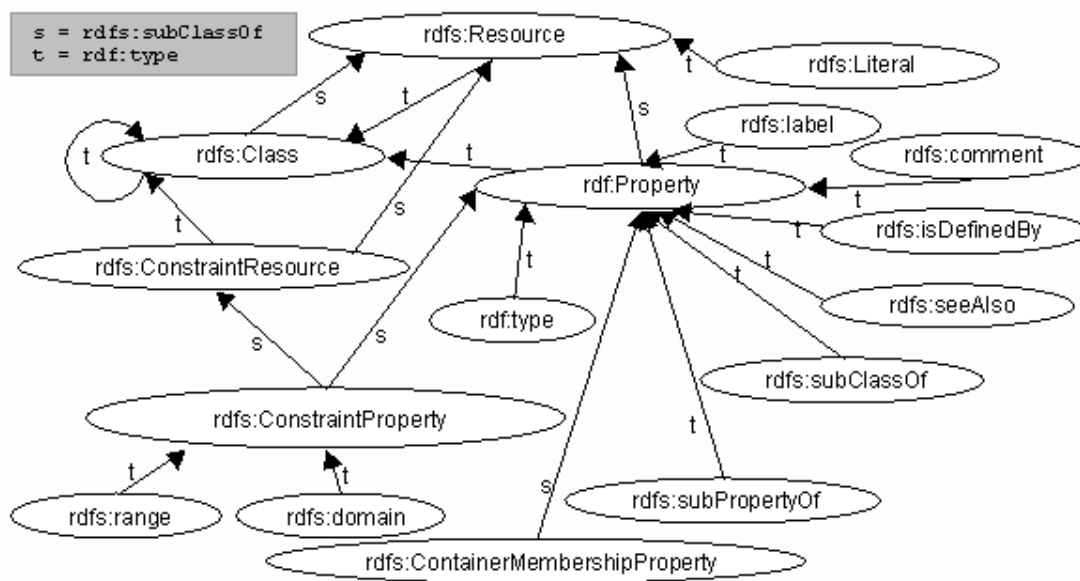 s = rdfs:subClassOf
t = rdf:type
rdfs:Resource
t
rdfs:Literal
s
t
s
rdfs:label
t
rdfs:Class
t
t
rdfs:comment
rdf:Property
t
s
t
t
rdfs:isDefinedBy
rdfs:ConstraintResource
t
t
t
rdfs:seeAlso
rdf:type
s
s
s
rdfs:subClassOf
rdfs:ConstraintProperty
t
t
t
s
rdfs:subPropertyOf
rdfs:range
rdfs:domain
rdfs:ContainerMembershipProperty